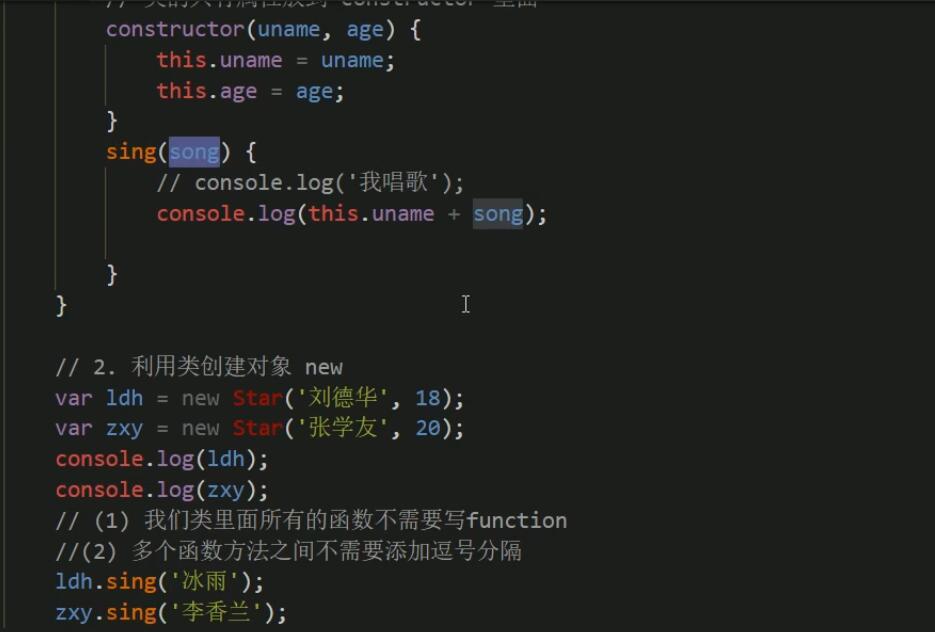 constructor(uname, age) {
this.uname = uname;
this.age = age;
}
sing(song) {
// console.log('我唱歌');
console.log(this.uname + song);
}
}
// 2. 利用类创建对象 new
var ldh = new Star('刘德华', 18);
var zxy = new Star('张学友', 20);
console.log(ldh);
console.log(zxy);
// (1) 我们类里面所有的函数不需要写function
//(2) 多个函数方法之间不需要添加逗号分隔
ldh.sing('冰雨');
zxy.sing('李香兰');